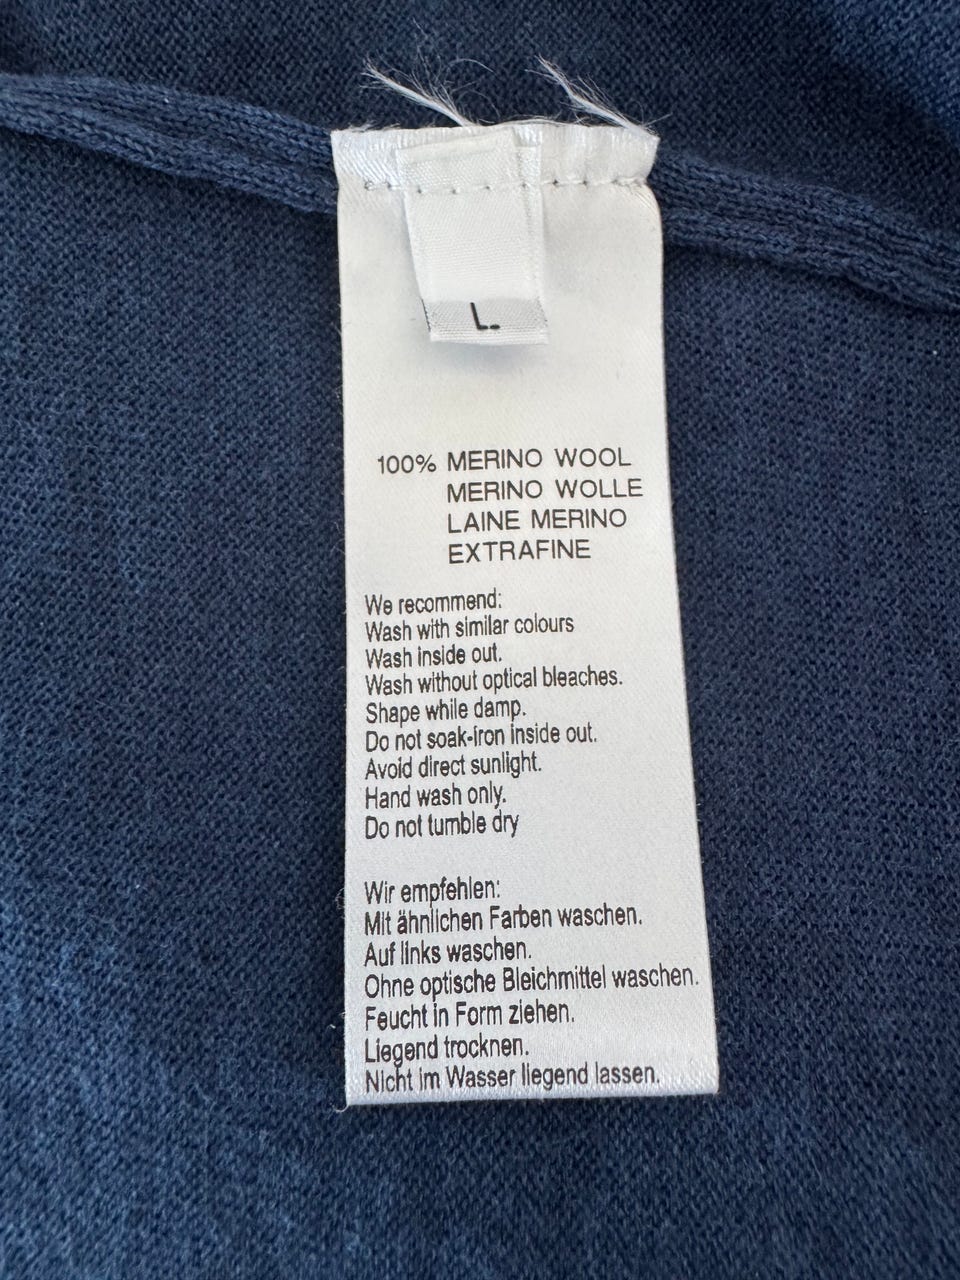 L.
100% MERINO WOOL
MERINO WOLLE
LAINE MERINO
EXTRAFINE
We recommend:
Wash with similar colours
Wash inside out.
Wash without optical bleaches.
Shape while damp.
Do not soak-iron inside out.
Avoid direct sunlight.
Hand wash only.
Do not tumble dry
Wir empfehlen:
Mit ähnlichen Farben waschen.
Auf links waschen.
Ohne optische Bleichmittel waschen.
Feucht in Form ziehen.
Liegend trocknen.
Nicht im Wasser liegend lassen.